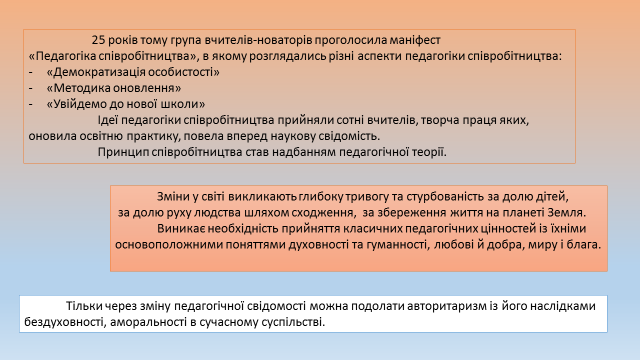 25 років тому група вчителів-новаторів проголосила маніфест
«Педагогіка співробітництва», в якому розглядались різні аспекти педагогіки співробітництва:
- «Демократизація особистості»
- «Методика оновлення»
- «Увійдемо до нової школи»
Ідеї педагогіки співробітництва прийняли сотні вчителів, творча праця яких,
оновила освітню практику, повела вперед наукову свідомість.
Принцип співробітництва став надбанням педагогічної теорії.
Зміни у світі викликають глибоку тривогу та стурбованість за долю дітей,
за долю руху людства шляхом сходження, за збереження життя на планеті Земля.
Виникає необхідність прийняття класичних педагогічних цінностей із їхніми
основоположними поняттями духовності та гуманності, любові й добра, миру і блага.
Тільки через зміну педагогічної свідомості можна подолати авторитаризм із його наслідками
бездуховності, аморальності в сучасному суспільстві.